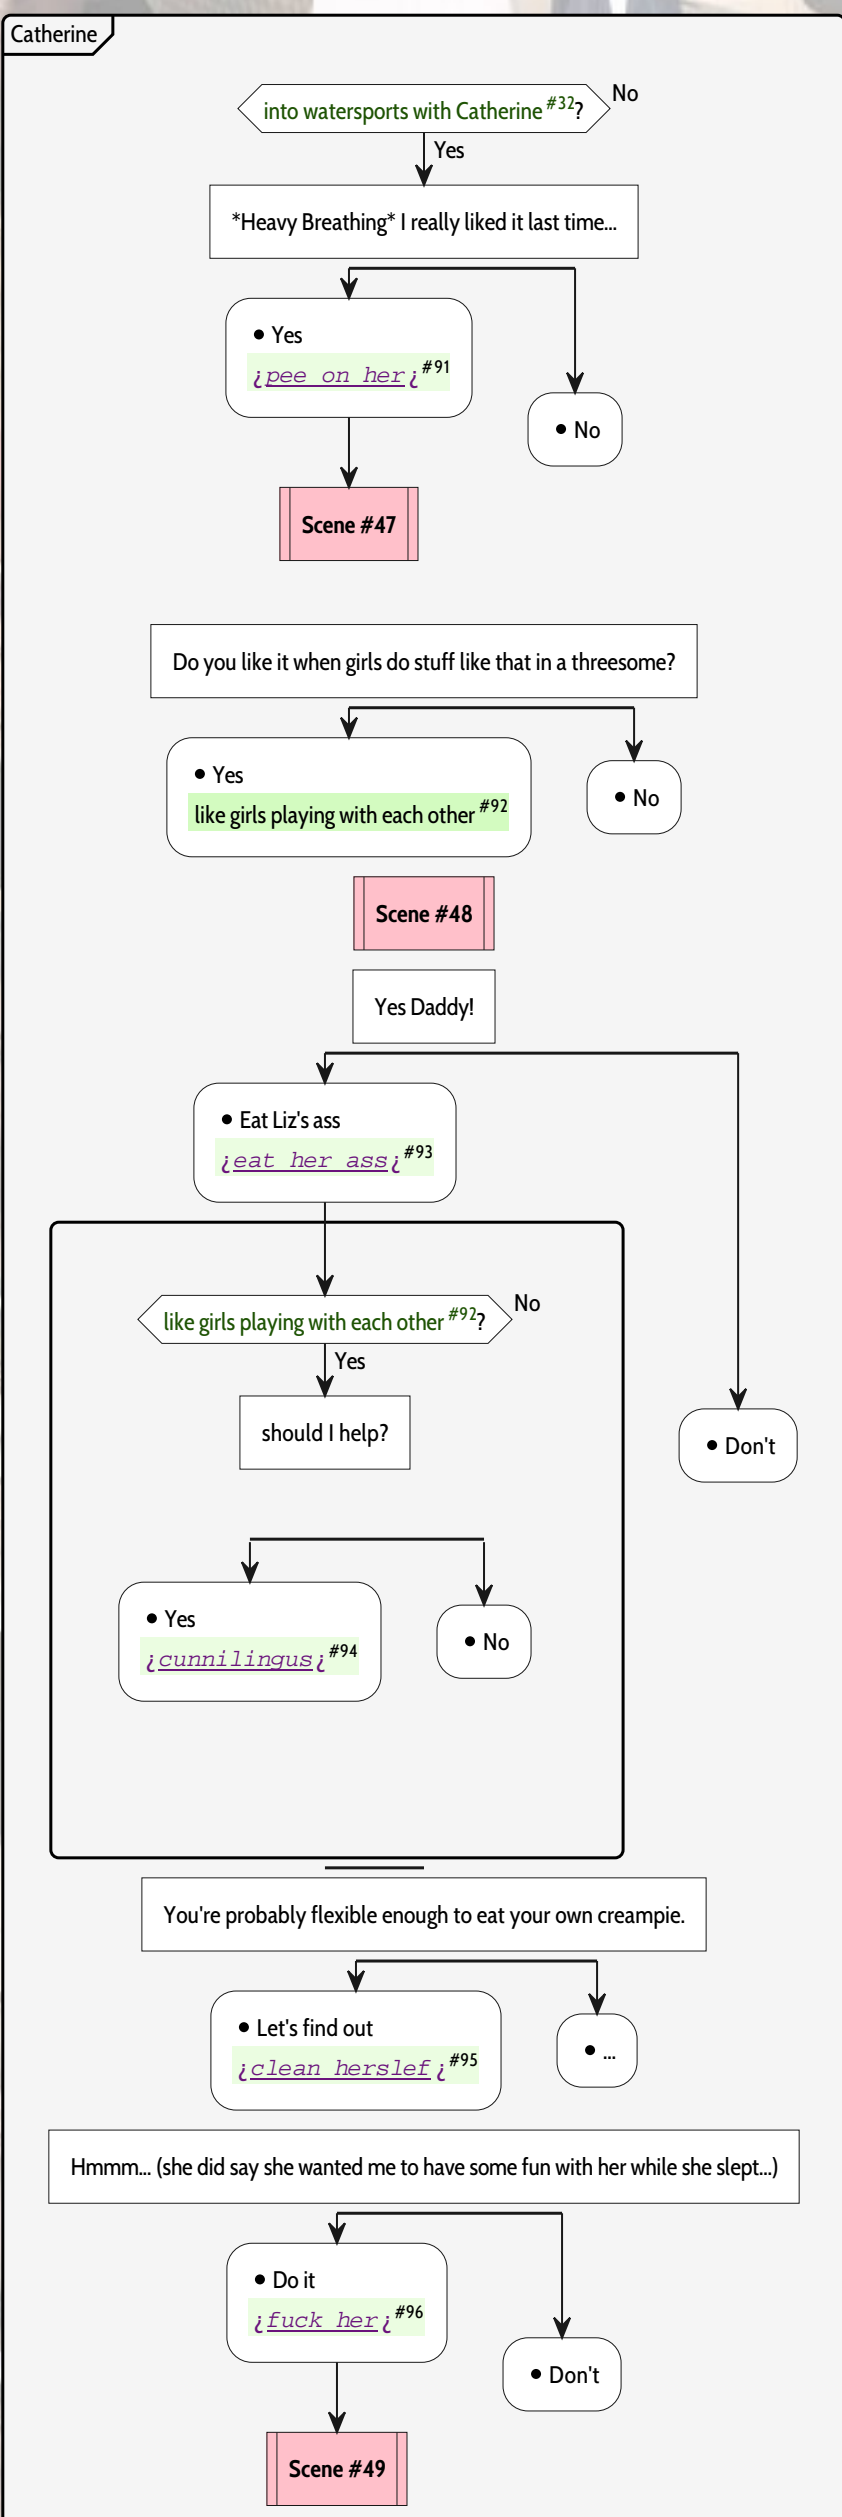 Catherine
into watersports with Catherine #32?
No
Yes
*Heavy Breathing* I really liked it last time...
• Yes
¿pee on her¿ #91
• No
Scene #47
Do you like it when girls do stuff like that in a threesome?
• Yes
like girls playing with each other #92
• No
Scene #48
Yes Daddy!
• Eat Liz's ass
¿eat her ass¿ #93
like girls playing with each other #92?
No
Yes
should I help?
• Don't
• Yes
¿cunnilingus¿ #94
• No
You're probably flexible enough to eat your own creampie.
• Let's find out
¿clean herslef¿ #95
• ...
Hmmm... (she did say she wanted me to have some fun with her while she slept...)
• Do it
¿fuck her¿ #96
• Don't
Scene #49